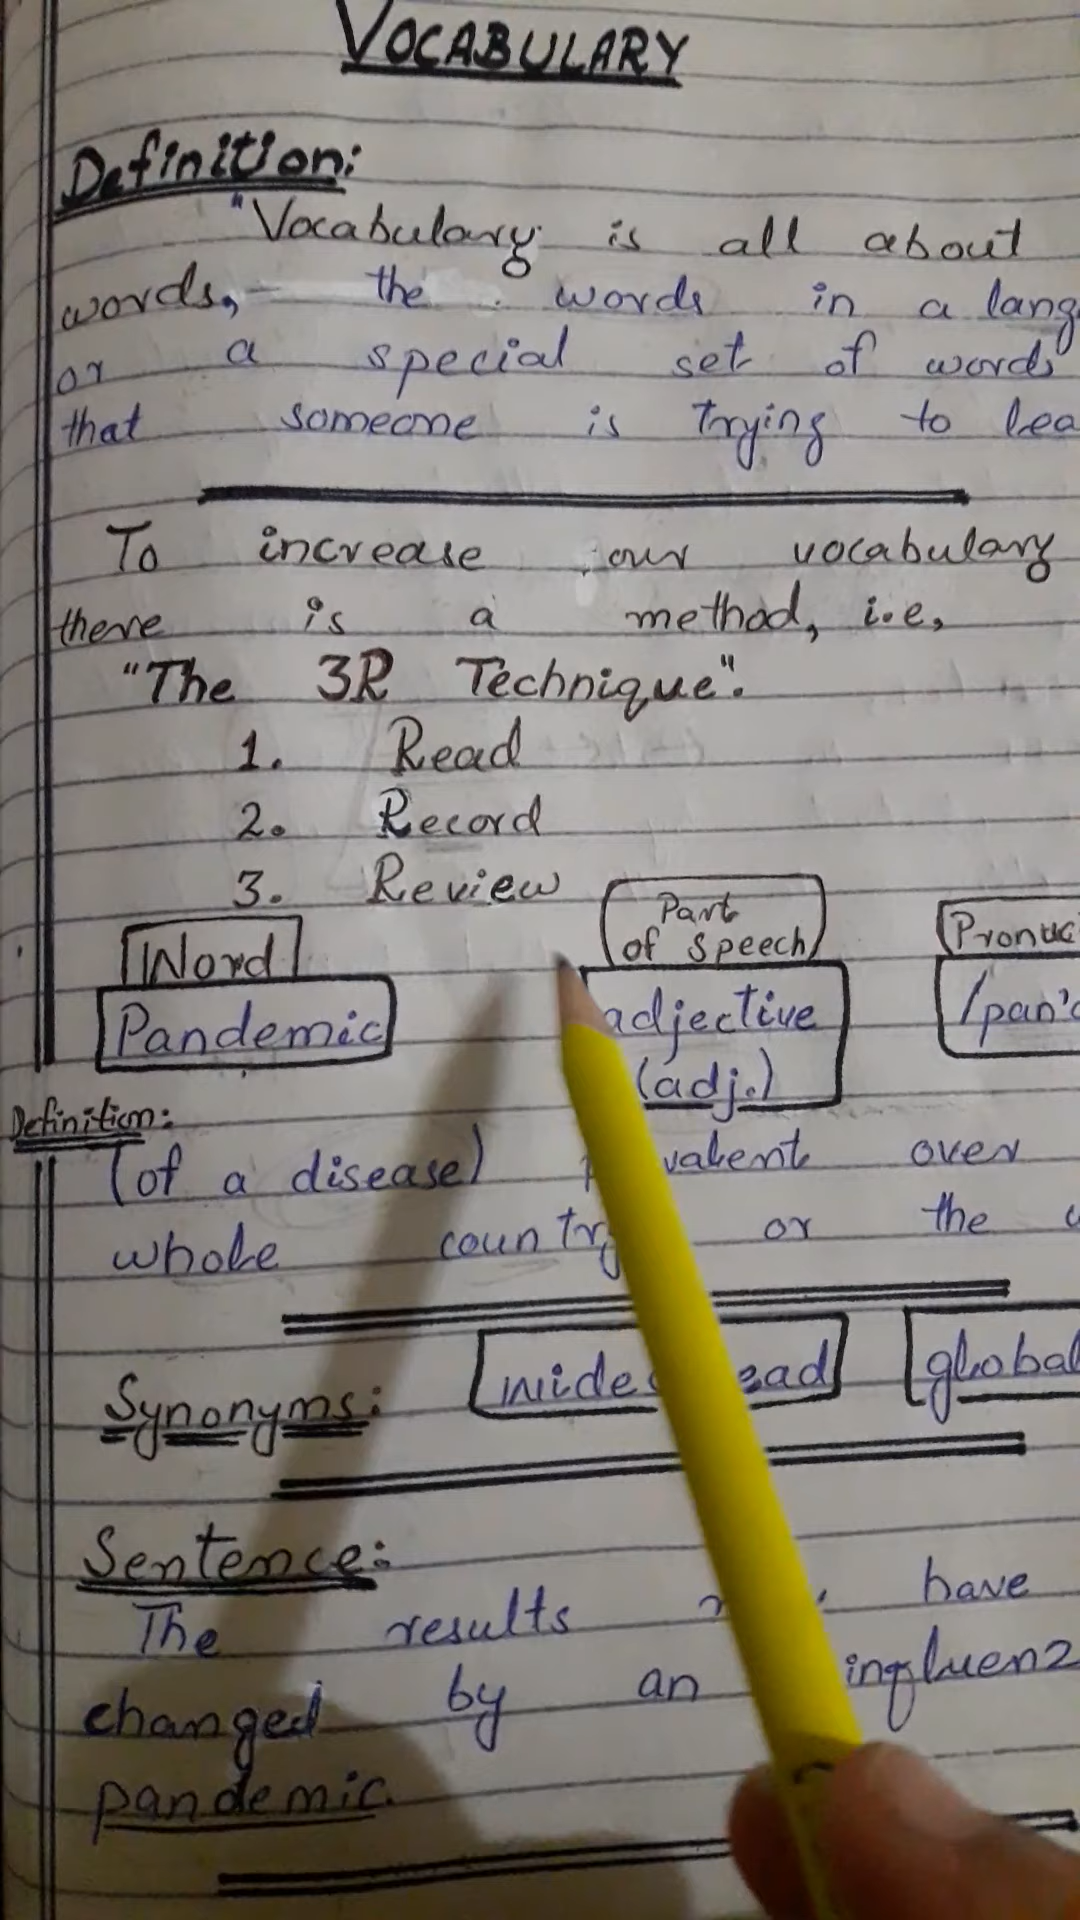 VOCABULARY
Definition:
"Vocabulary is all about
words, the words in a lang
or a special set of words
that someone is trying to lea
To increase our vocabulary
there is a method, i.e,
"The 3R Technique".
1. Read
2. Record
3. Review
Word
Part
of speech
Pronuc
Pandemic
adjective
(adj.)
/pan'd
Definition:
(of a disease) valent over
whole country or the
Synonyms: wide ead global
Sentence:
The results have
changed by an influenz
pandemic.